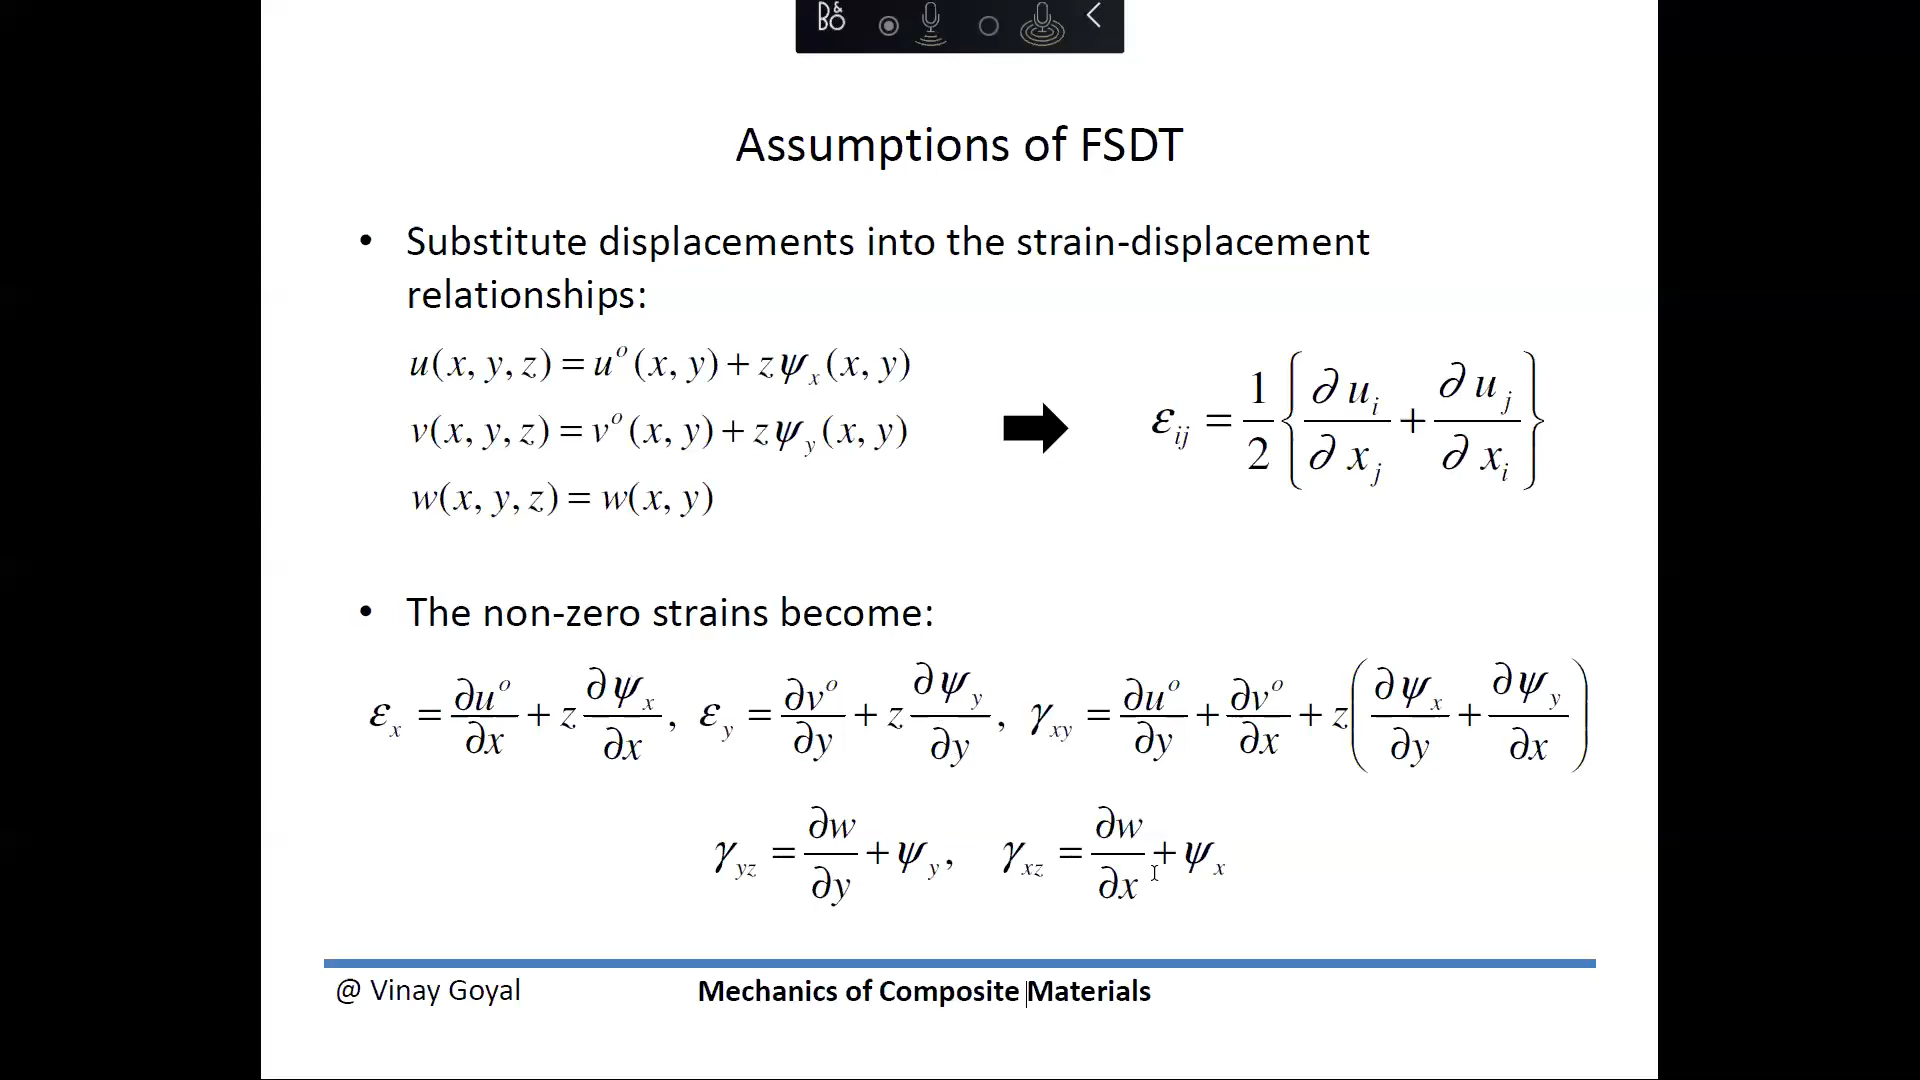 B&O
Assumptions of FSDT
• Substitute displacements into the strain-displacement
relationships:
u(x, y, z) = u^o (x, y) + zψ_x (x, y)
v(x, y, z) = v^o (x, y) + zψ_y (x, y)
w(x, y, z) = w(x, y)
ε_ij = 1/2 { ∂u_i/∂x_j + ∂u_j/∂x_i }
• The non-zero strains become:
ε_x = ∂u^o/∂x + z ∂ψ_x/∂x , ε_y = ∂v^o/∂y + z ∂ψ_y/∂y , γ_xy = ∂u^o/∂y + ∂v^o/∂x + z( ∂ψ_x/∂y + ∂ψ_y/∂x )
γ_yz = ∂w/∂y + ψ_y , γ_xz = ∂w/∂x + ψ_x
@ Vinay Goyal Mechanics of Composite Materials